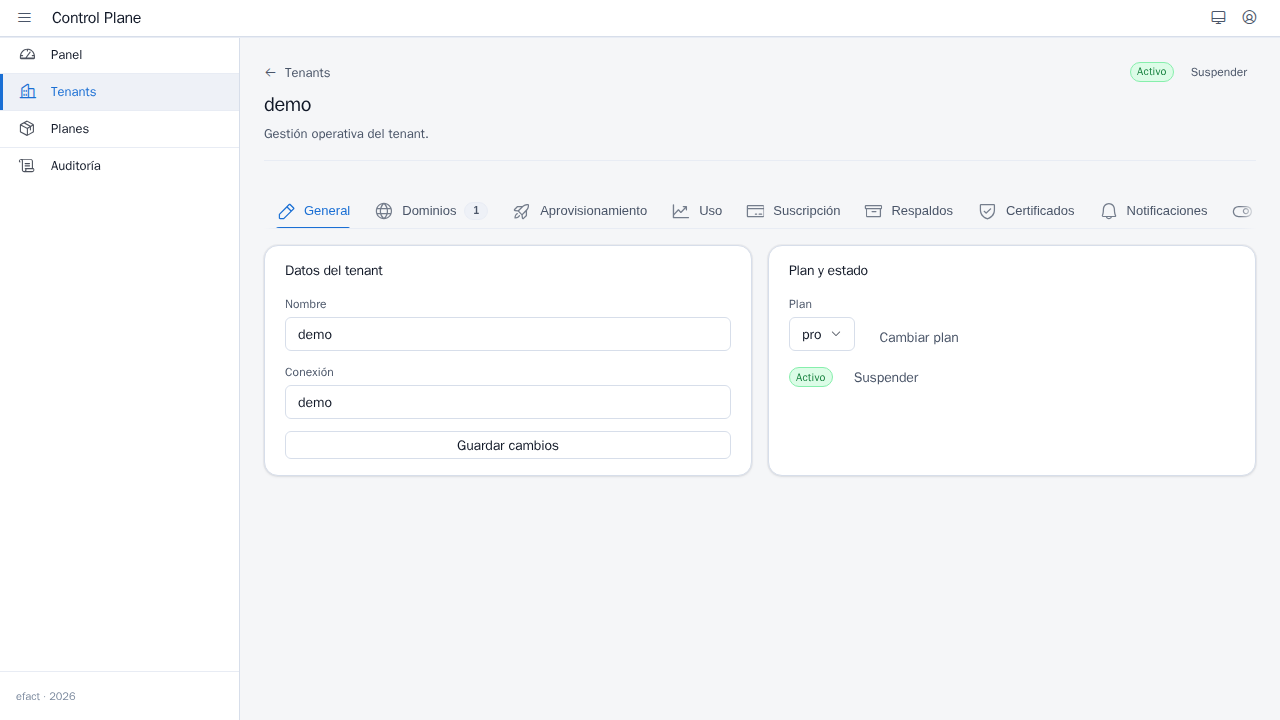 Control Plane
Panel
Tenants
Planes
Auditoría
efact · 2026
Tenants
Activo
Suspender
demo
Gestión operativa del tenant.
General
Dominios 1
Aprovisionamiento
Uso
Suscripción
Respaldos
Certificados
Notificaciones
Datos del tenant
Nombre
demo
Conexión
demo
Guardar cambios
Plan y estado
Plan
pro
Cambiar plan
Activo
Suspender